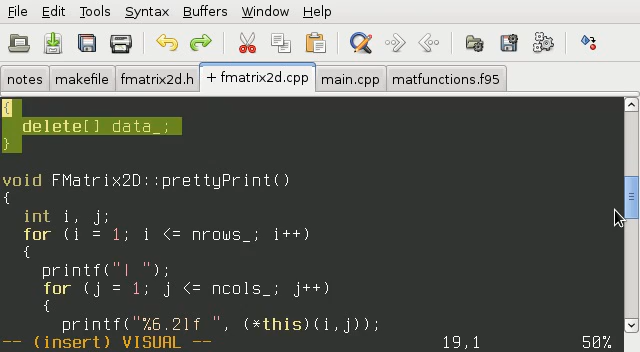 File Edit Tools Syntax Buffers Window Help
notes makefile fmatrix2d.h + fmatrix2d.cpp main.cpp matfunctions.f95
{
delete[] data_;
}
void FMatrix2D::prettyPrint()
{
int i, j;
for (i = 1; i <= nrows_; i++)
{
printf("| ");
for (j = 1; j <= ncols_; j++)
{
printf("%6.2lf ", (*this)(i,j));
-- (insert) VISUAL -- 19,1 50%